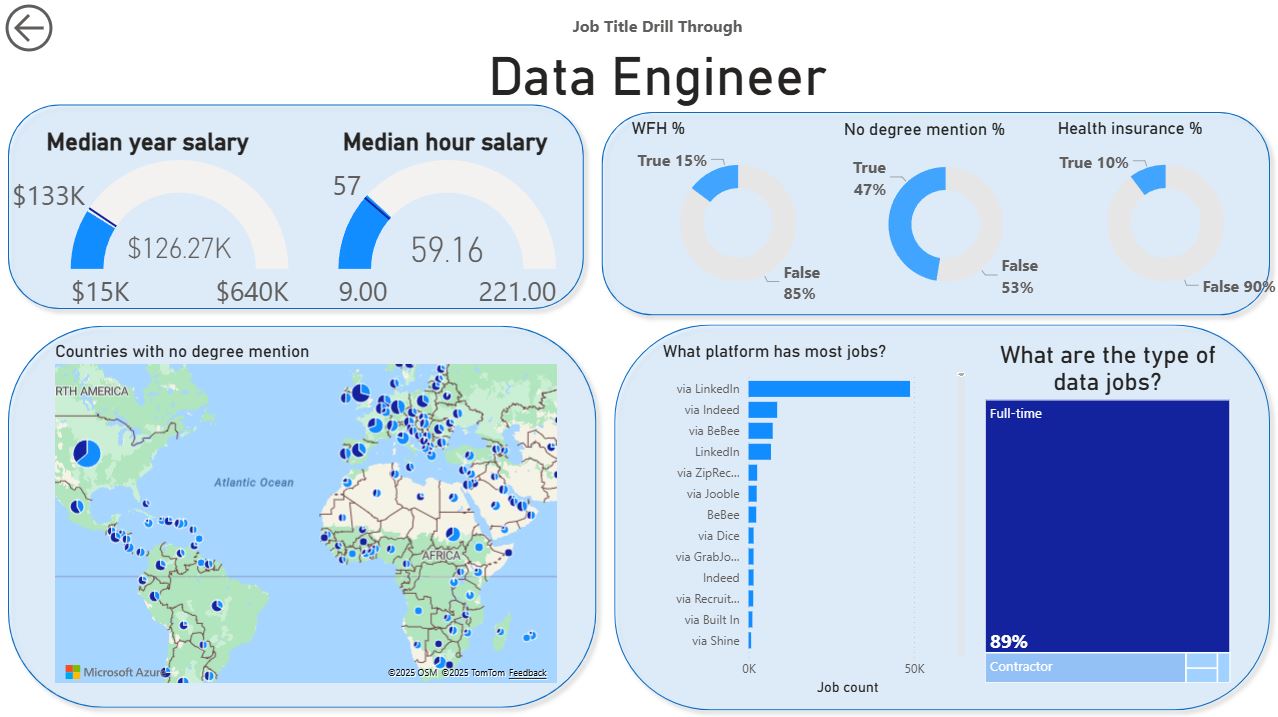 Job Title Drill Through
Data Engineer
Median year salary
$133K
$126.27K
$15K
$640K
Median hour salary
57
59.16
9.00
221.00
WFH %
True 15%
False
85%
No degree mention %
True
47%
False
53%
Health insurance %
True 10%
False 90%
Countries with no degree mention
RTH AMERICA
Atlantic Ocean
AFRICA
Microsoft Azure
©2025 OSM ©2025 TomTom Feedback
What platform has most jobs?
via LinkedIn
via Indeed
via BeBee
LinkedIn
via ZipRec...
via Jooble
BeBee
via Dice
via GrabJo...
Indeed
via Recruit...
via Built In
via Shine
0K
50K
Job count
What are the type of
data jobs?
Full-time
89%
Contractor